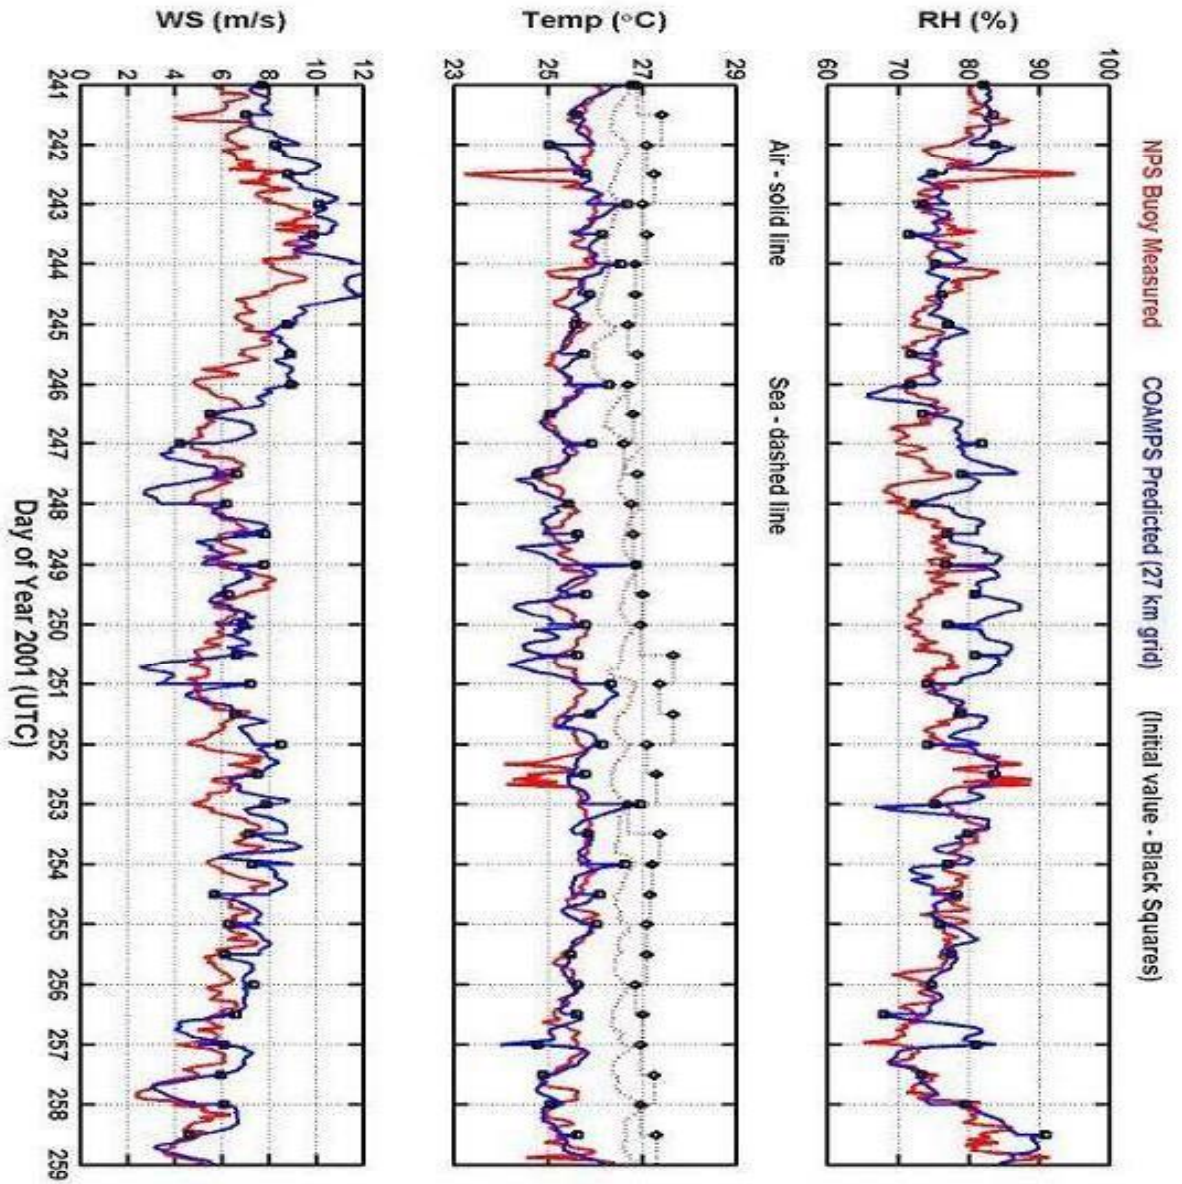 NPS Buoy Measured COAMPS Predicted (27 km grid) (Initial value - Black Squares)
RH (%)
100
90
80
70
60
Air - solid line Sea - dashed line
Temp (°C)
29
27
25
23
WS (m/s)
12
10
8
6
4
2
0
241 242 243 244 245 246 247 248 249 250 251 252 253 254 255 256 257 258 259
Day of Year 2001 (UTC)